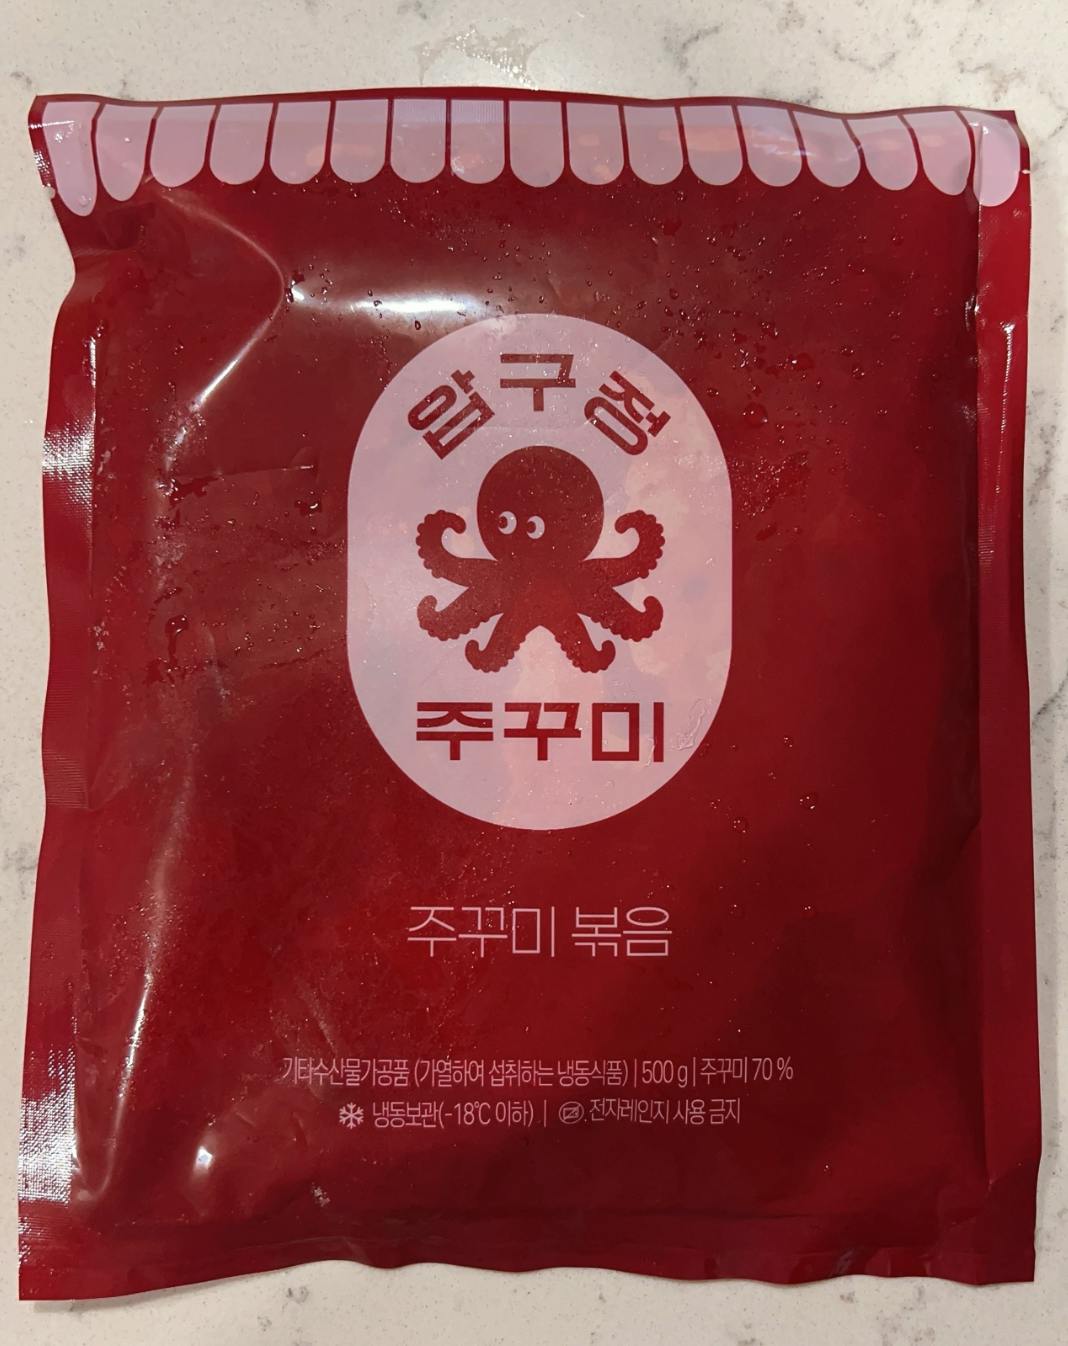 압구정
주꾸미
주꾸미 볶음
기타수산물가공품 (가열하여 섭취하는 냉동식품) | 500 g | 주꾸미 70 %
냉동보관(-18℃ 이하) | 전자레인지 사용 금지